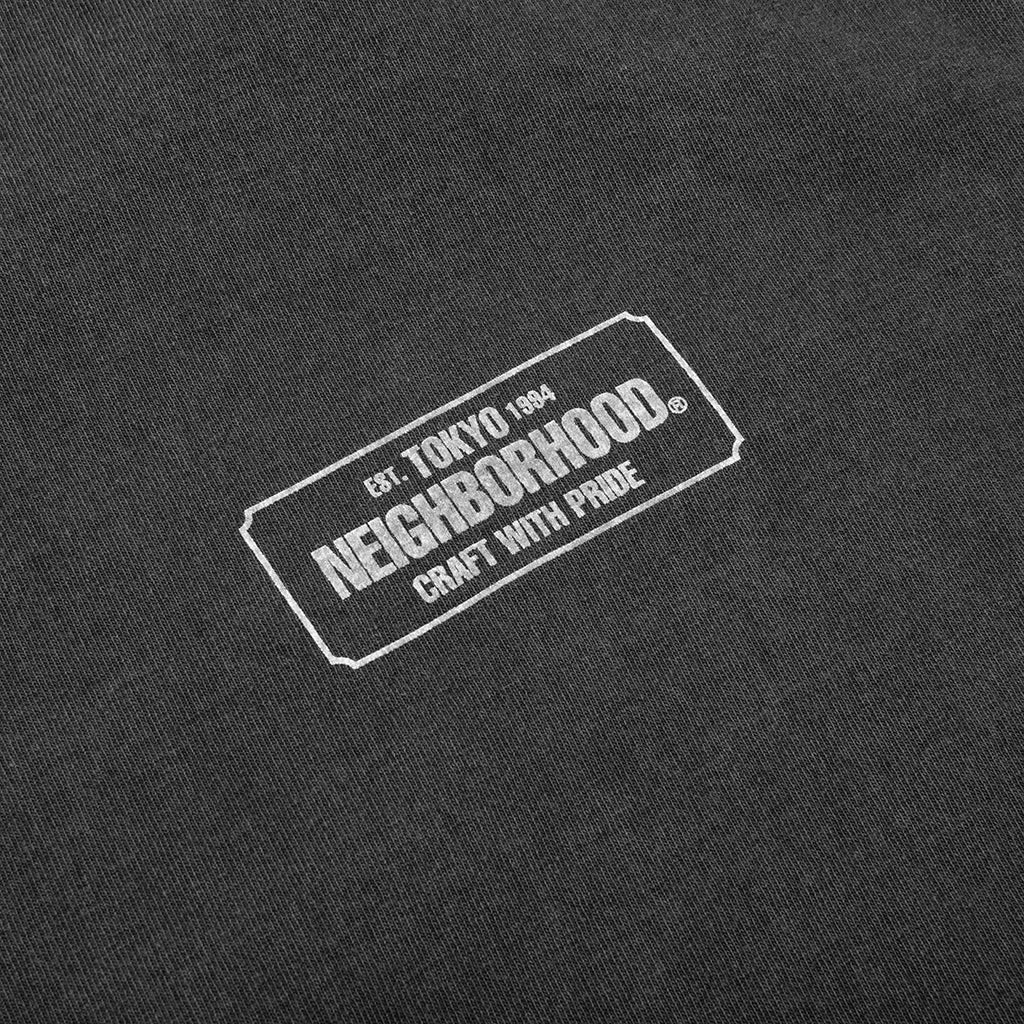 EST. TOKYO 1994
NEIGHBORHOOD®
CRAFT WITH PRIDE